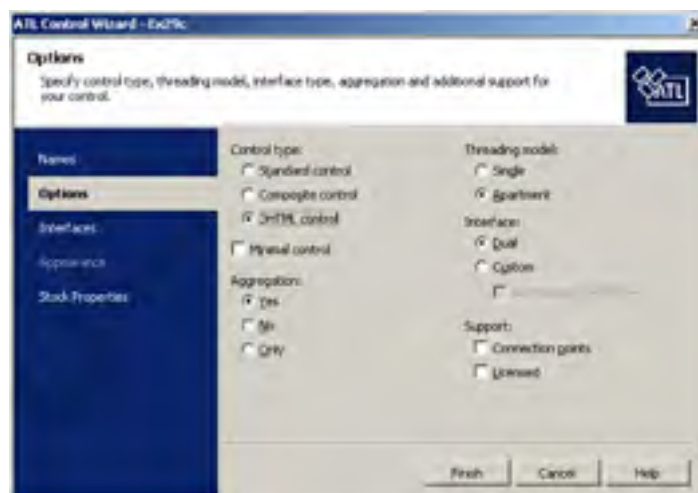 ATL Control Wizard - Ex29c
Options
Specify control type, threading model, interface type, aggregation and additional support for
your control.
ATL
Names
Options
Interfaces
Appearance
Stock Properties
Control type:
Standard control
Composite control
DHTML control
Minimal control
Aggregation:
Yes
No
Only
Threading model:
Single
Apartment
Interface:
Dual
Custom
Support:
Connection points
Licensed
Finish
Cancel
Help